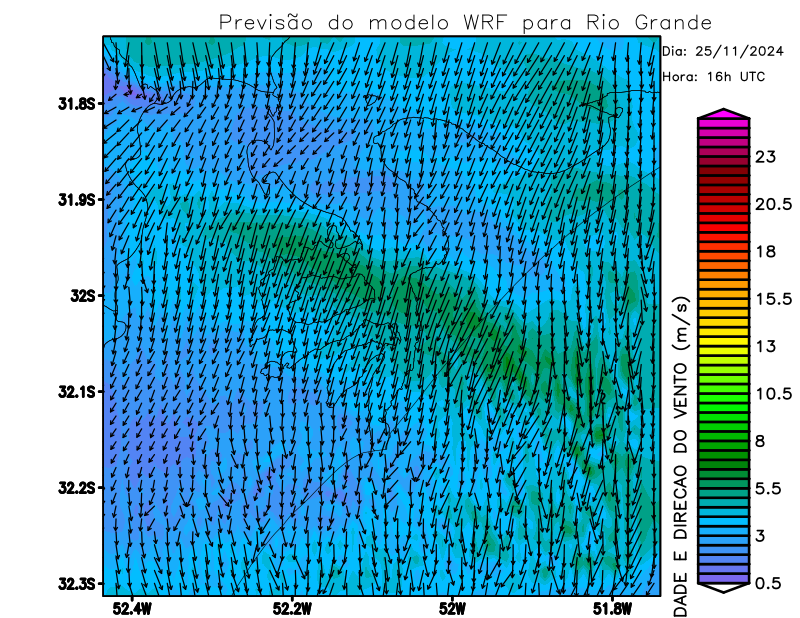 Previsão do modelo WRF para Rio Grande
Dia: 25/11/2024
Hora: 16h UTC
31.8S
31.9S
32S
32.1S
32.2S
32.3S
52.4W
52.2W
52W
51.8W
23
20.5
18
15.5
13
10.5
8
5.5
3
0.5
DADE E DIRECAO DO VENTO (m/s)